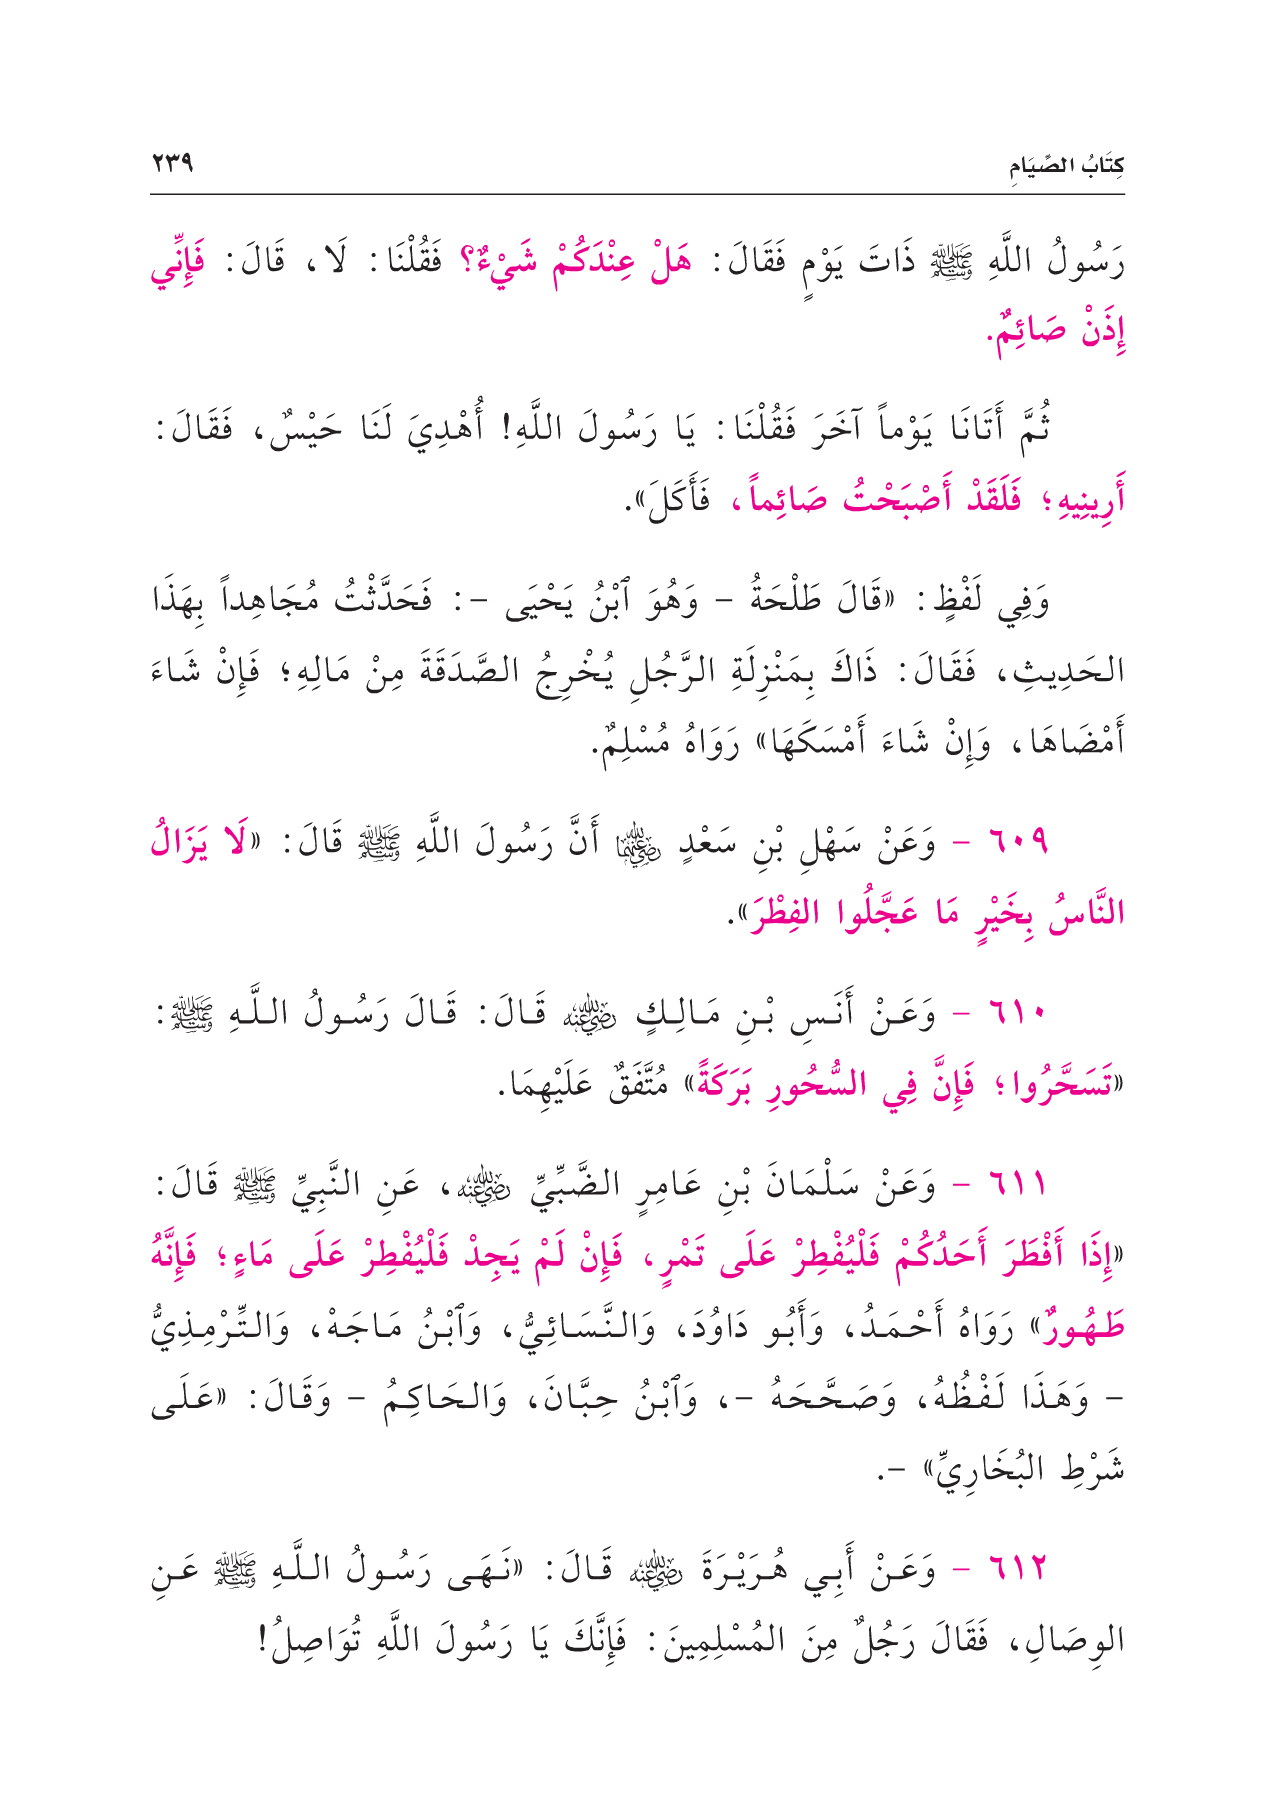 كِتَابُ الصِّيَامِ ٢٣٩
رَسُولُ اللَّهِ ﷺ ذَاتَ يَوْمٍ فَقَالَ: هَلْ عِنْدَكُمْ شَيْءٌ؟ فَقُلْنَا: لَا، قَالَ: فَإِنِّي
إِذَنْ صَائِمٌ.
ثُمَّ أَتَانَا يَوْماً آخَرَ فَقُلْنَا: يَا رَسُولَ اللَّهِ! أُهْدِيَ لَنَا حَيْسٌ، فَقَالَ:
أَرِينِيهِ؛ فَلَقَدْ أَصْبَحْتُ صَائِماً، فَأَكَلَ».
وَفِي لَفْظٍ: «قَالَ طَلْحَةُ - وَهُوَ ٱبْنُ يَحْيَى -: فَحَدَّثْتُ مُجَاهِداً بِهَذَا
الحَدِيثِ، فَقَالَ: ذَاكَ بِمَنْزِلَةِ الرَّجُلِ يُخْرِجُ الصَّدَقَةَ مِنْ مَالِهِ؛ فَإِنْ شَاءَ
أَمْضَاهَا، وَإِنْ شَاءَ أَمْسَكَهَا» رَوَاهُ مُسْلِمٌ.
٦٠٩ - وَعَنْ سَهْلِ بْنِ سَعْدٍ رضي الله عنهما أَنَّ رَسُولَ اللَّهِ ﷺ قَالَ: «لَا يَزَالُ
النَّاسُ بِخَيْرٍ مَا عَجَّلُوا الفِطْرَ».
٦١٠ - وَعَنْ أَنَسِ بْنِ مَالِكٍ رضي الله عنه قَالَ: قَالَ رَسُولُ اللَّهِ ﷺ:
«تَسَحَّرُوا؛ فَإِنَّ فِي السُّحُورِ بَرَكَةً» مُتَّفَقٌ عَلَيْهِمَا.
٦١١ - وَعَنْ سَلْمَانَ بْنِ عَامِرٍ الضَّبِّيِّ رضي الله عنه، عَنِ النَّبِيِّ ﷺ قَالَ:
«إِذَا أَفْطَرَ أَحَدُكُمْ فَلْيُفْطِرْ عَلَى تَمْرٍ، فَإِنْ لَمْ يَجِدْ فَلْيُفْطِرْ عَلَى مَاءٍ؛ فَإِنَّهُ
طَهُورٌ» رَوَاهُ أَحْمَدُ، وَأَبُو دَاوُدَ، وَالنَّسَائِيُّ، وَٱبْنُ مَاجَهْ، وَالتِّرْمِذِيُّ
- وَهَذَا لَفْظُهُ، وَصَحَّحَهُ -، وَٱبْنُ حِبَّانَ، وَالحَاكِمُ - وَقَالَ: «عَلَى
شَرْطِ البُخَارِيِّ» -.
٦١٢ - وَعَنْ أَبِي هُرَيْرَةَ رضي الله عنه قَالَ: «نَهَى رَسُولُ اللَّهِ ﷺ عَنِ
الوِصَالِ، فَقَالَ رَجُلٌ مِنَ المُسْلِمِينَ: فَإِنَّكَ يَا رَسُولَ اللَّهِ تُوَاصِلُ!